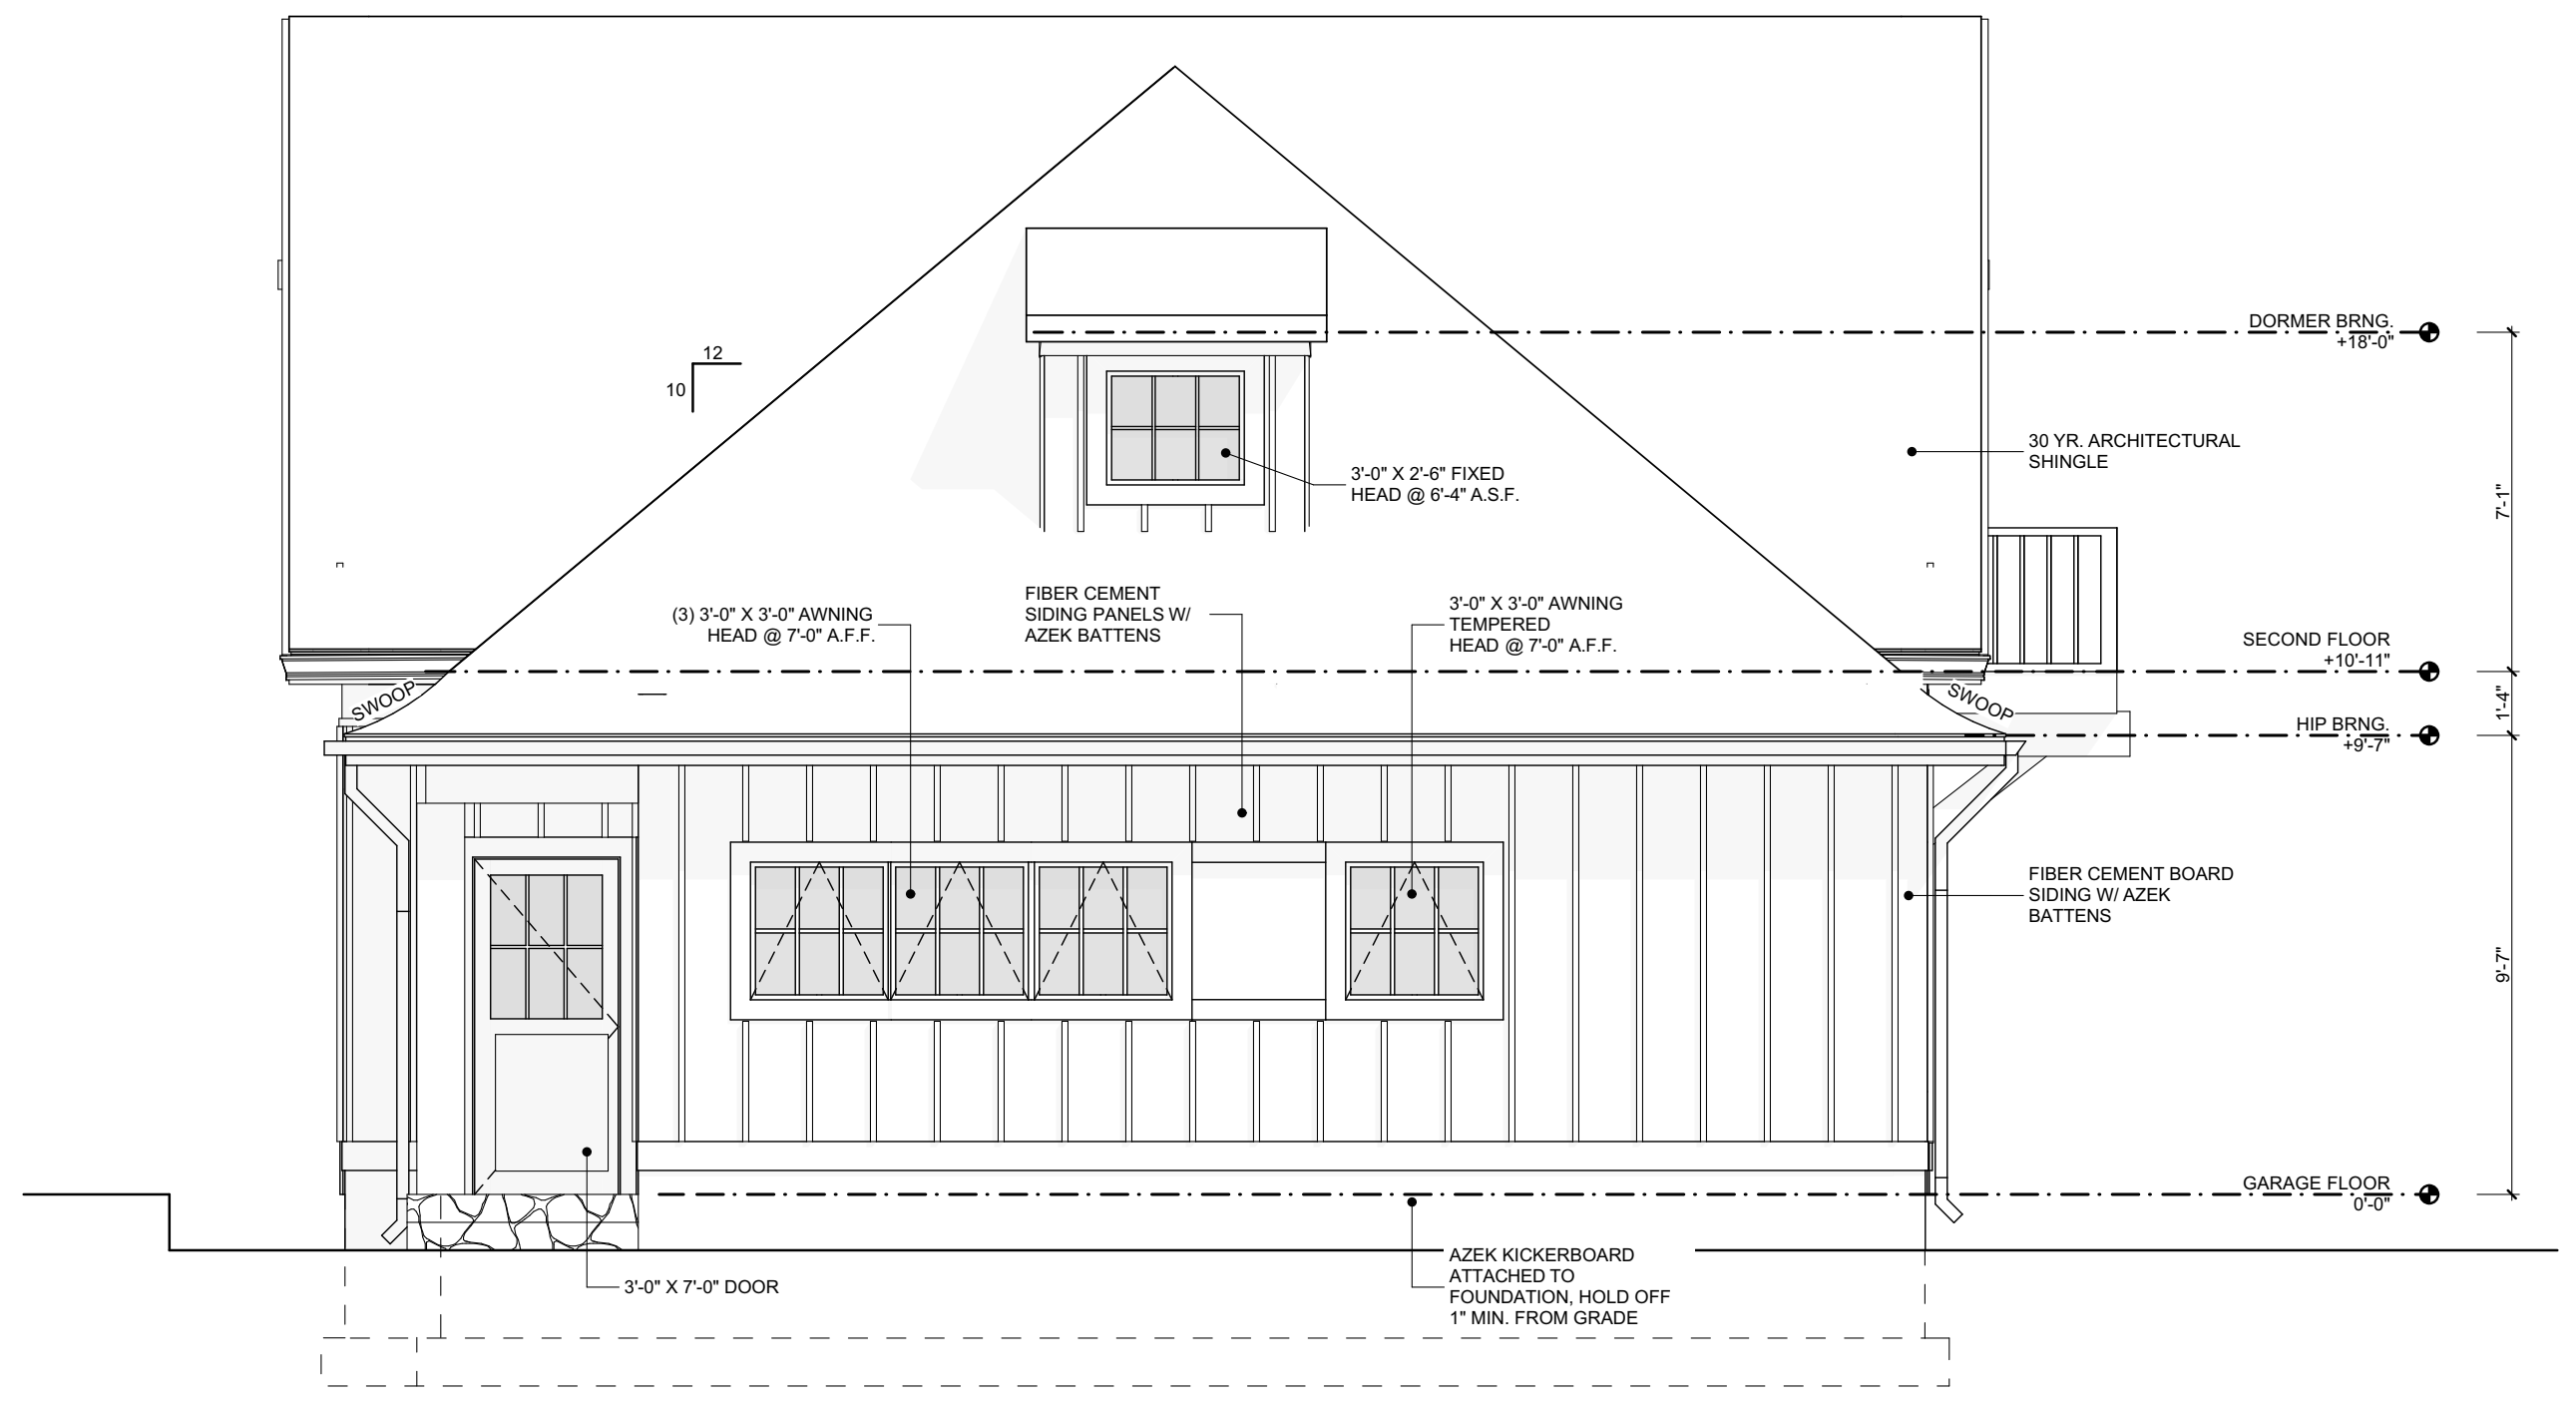 DORMER BRNG.
+18'-0"
12
10
30 YR. ARCHITECTURAL
SHINGLE
3'-0" X 2'-6" FIXED
HEAD @ 6'-4" A.S.F.
7'-1"
(3) 3'-0" X 3'-0" AWNING
HEAD @ 7'-0" A.F.F.
FIBER CEMENT
SIDING PANELS W/
AZEK BATTENS
3'-0" X 3'-0" AWNING
TEMPERED
HEAD @ 7'-0" A.F.F.
SECOND FLOOR
+10'-11"
SWOOP
SWOOP
1'-4"
HIP BRNG.
+9'-7"
FIBER CEMENT BOARD
SIDING W/ AZEK
BATTENS
9'-7"
GARAGE FLOOR
0'-0"
3'-0" X 7'-0" DOOR
AZEK KICKERBOARD
ATTACHED TO
FOUNDATION, HOLD OFF
1" MIN. FROM GRADE